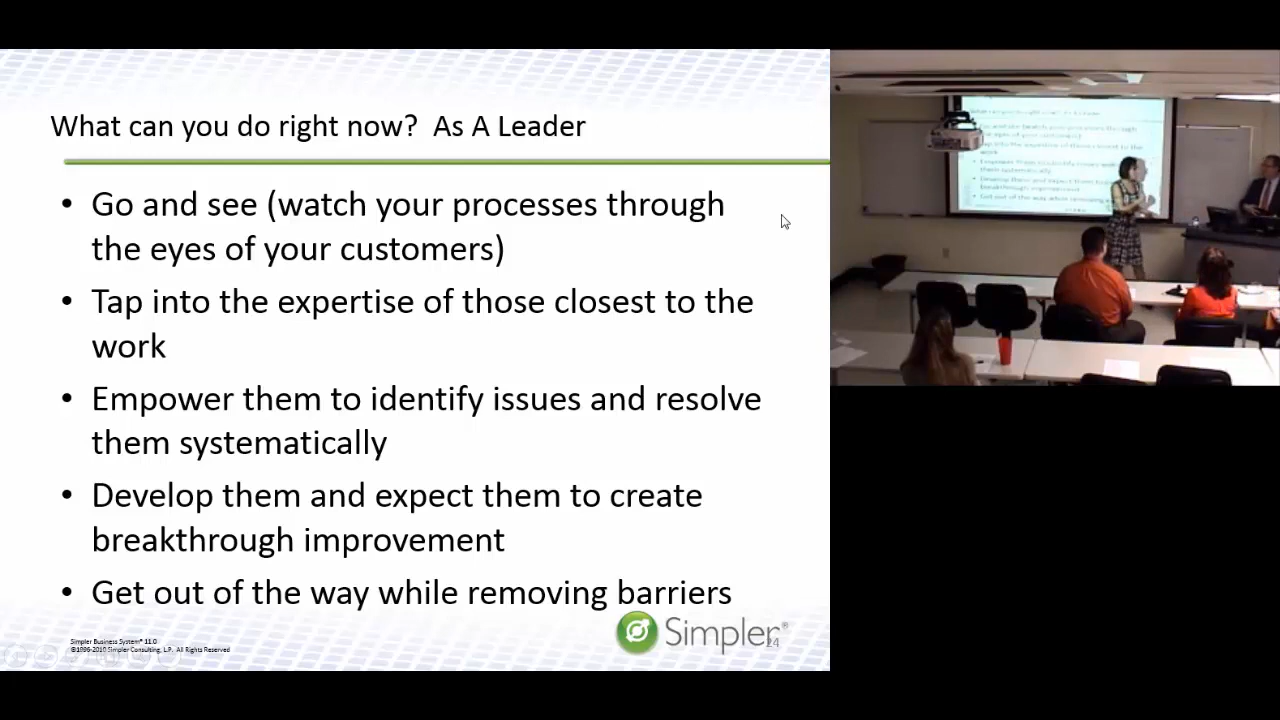 What can you do right now? As A Leader
• Go and see (watch your processes through
the eyes of your customers)
• Tap into the expertise of those closest to the
work
• Empower them to identify issues and resolve
them systematically
• Develop them and expect them to create
breakthrough improvement
• Get out of the way while removing barriers
Simpler Business System® 11.0
©1996-2010 Simpler Consulting, L.P. All Rights Reserved
Simpler®
24